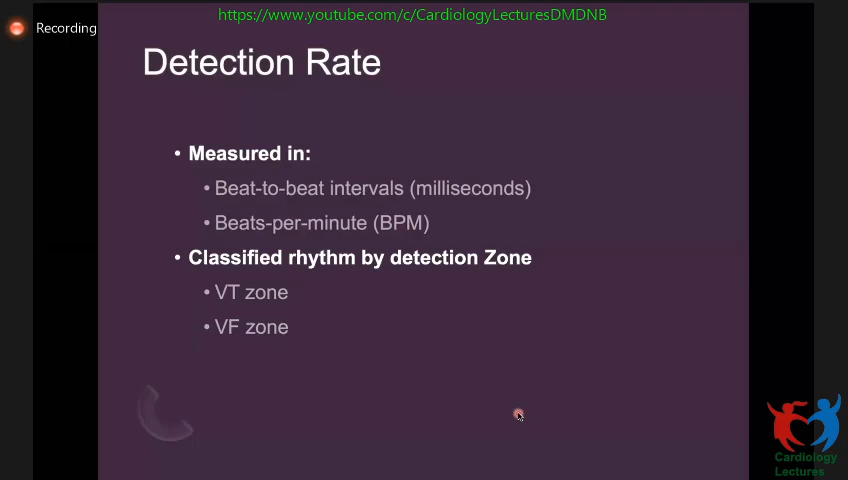 https://www.youtube.com/c/CardiologyLecturesDMDNB
Recording
Detection Rate
• Measured in:
• Beat-to-beat intervals (milliseconds)
• Beats-per-minute (BPM)
• Classified rhythm by detection Zone
• VT zone
• VF zone
Cardiology
Lectures